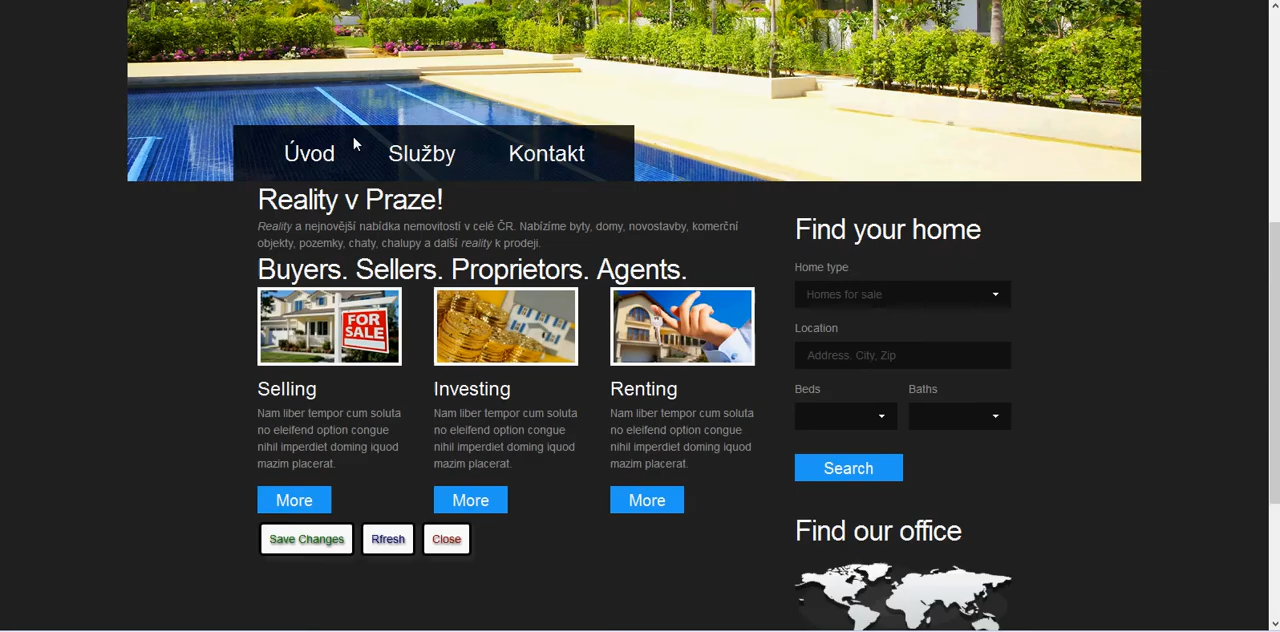 Úvod
Služby
Kontakt
Reality v Praze!
Reality a nejnovější nabídka nemovitostí v celé ČR. Nabízíme byty, domy, novostavby, komerční
objekty, pozemky, chaty, chalupy a další reality k prodeji.
Buyers. Sellers. Proprietors. Agents.
FOR
SALE
Selling
Nam liber tempor cum soluta
no eleifend option congue
nihil imperdiet doming iquod
mazim placerat.
More
Investing
Nam liber tempor cum soluta
no eleifend option congue
nihil imperdiet doming iquod
mazim placerat.
More
Renting
Nam liber tempor cum soluta
no eleifend option congue
nihil imperdiet doming iquod
mazim placerat.
More
Save Changes
Rfresh
Close
Find your home
Home type
Homes for sale
Location
Address. City, Zip
Beds
Baths
Search
Find our office